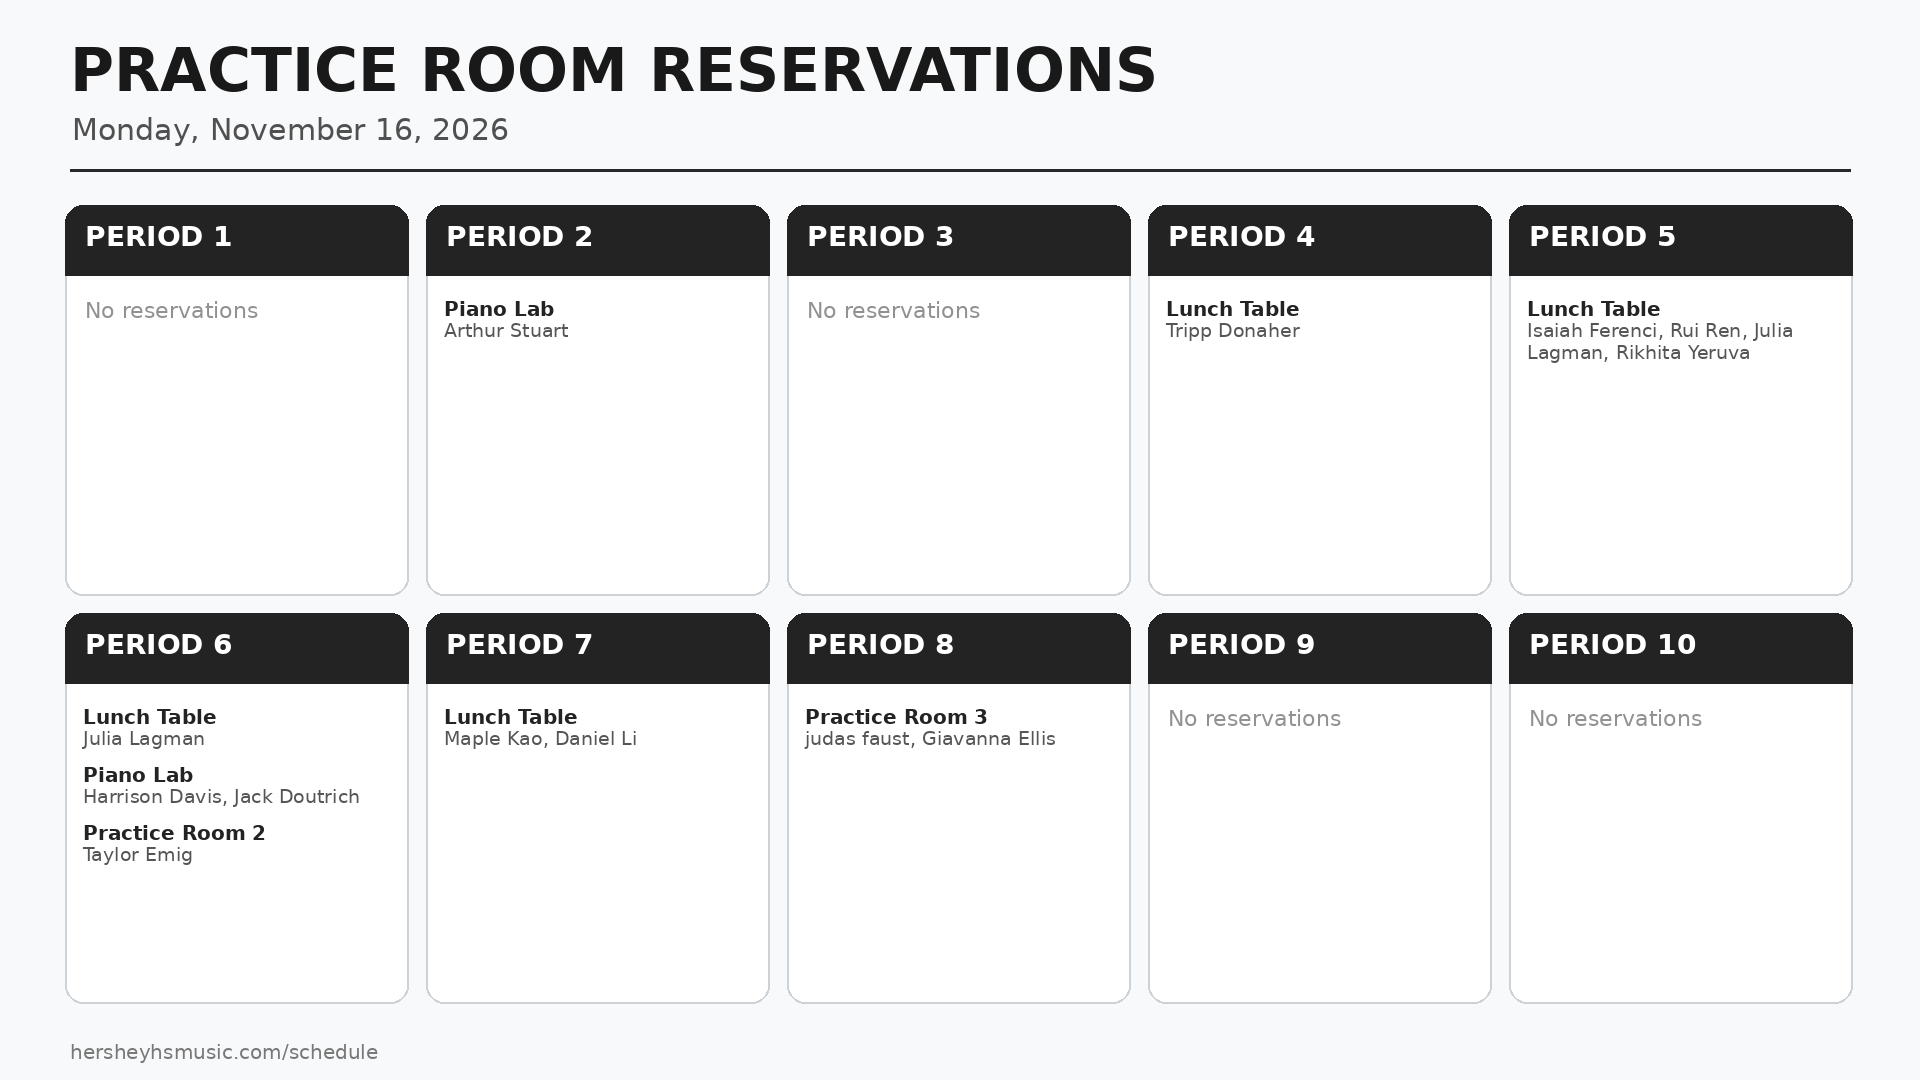 PRACTICE ROOM RESERVATIONS
Monday, November 16, 2026
PERIOD 1
No reservations
PERIOD 2
Piano Lab
Arthur Stuart
PERIOD 3
No reservations
PERIOD 4
Lunch Table
Tripp Donaher
PERIOD 5
Lunch Table
Isaiah Ferenci, Rui Ren, Julia
Lagman, Rikhita Yeruva
PERIOD 6
Lunch Table
Julia Lagman
Piano Lab
Harrison Davis, Jack Doutrich
Practice Room 2
Taylor Emig
PERIOD 7
Lunch Table
Maple Kao, Daniel Li
PERIOD 8
Practice Room 3
judas faust, Giavanna Ellis
PERIOD 9
No reservations
PERIOD 10
No reservations
hersheyhsmusic.com/schedule